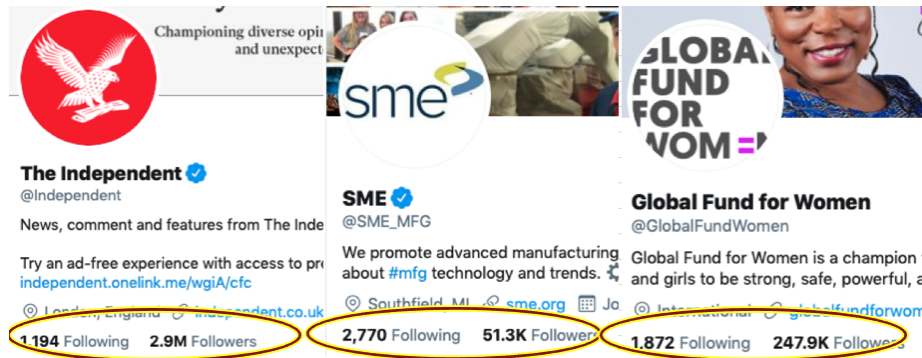 Championing diverse opi
and unexpect
The Independent
@Independent
News, comment and features from The Inde
Try an ad-free experience with access to pre
independent.onelink.me/wgiA/cfc
London, England independent.co.uk
1,194 Following 2.9M Followers
sme
SME
@SME_MFG
We promote advanced manufacturing
about #mfg technology and trends.
Southfield, MI sme.org Jo
2,770 Following 51.3K Followers
GLOBAL
FUND
FOR
WOM=N
Global Fund for Women
@GlobalFundWomen
Global Fund for Women is a champion
and girls to be strong, safe, powerful, a
International globalfundforwom
1,872 Following 247.9K Followers